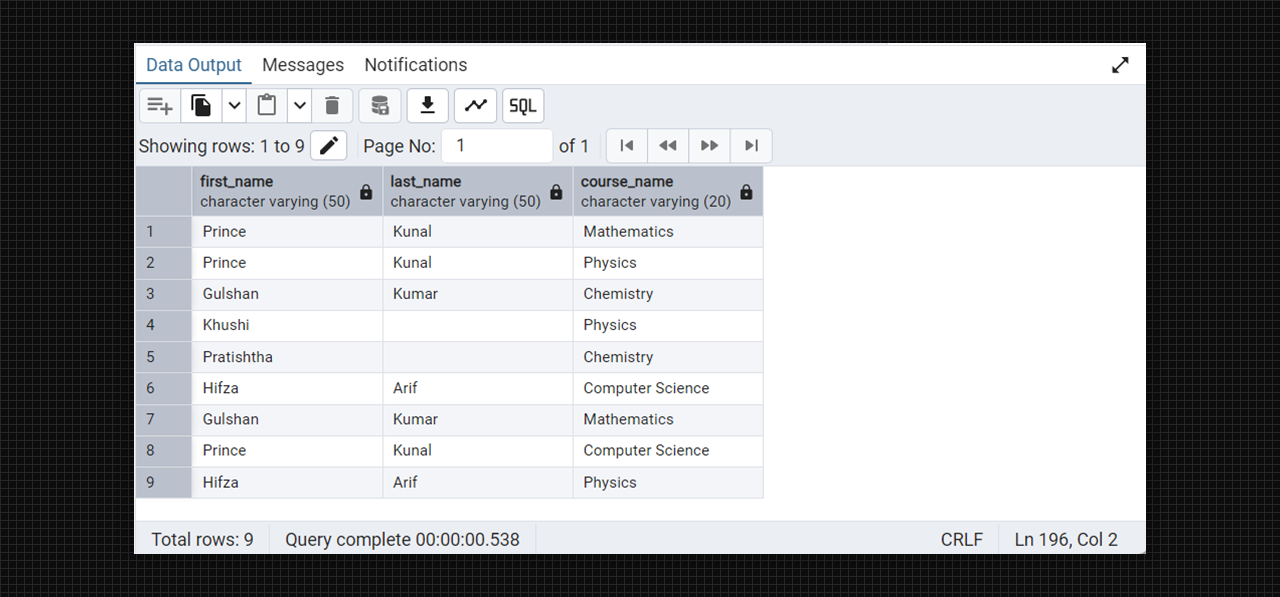 Data Output Messages Notifications
SQL
Showing rows: 1 to 9 Page No: 1 of 1
first_name last_name course_name
character varying (50) character varying (50) character varying (20)
1 Prince Kunal Mathematics
2 Prince Kunal Physics
3 Gulshan Kumar Chemistry
4 Khushi Physics
5 Pratishtha Chemistry
6 Hifza Arif Computer Science
7 Gulshan Kumar Mathematics
8 Prince Kunal Computer Science
9 Hifza Arif Physics
Total rows: 9 Query complete 00:00:00.538 CRLF Ln 196, Col 2